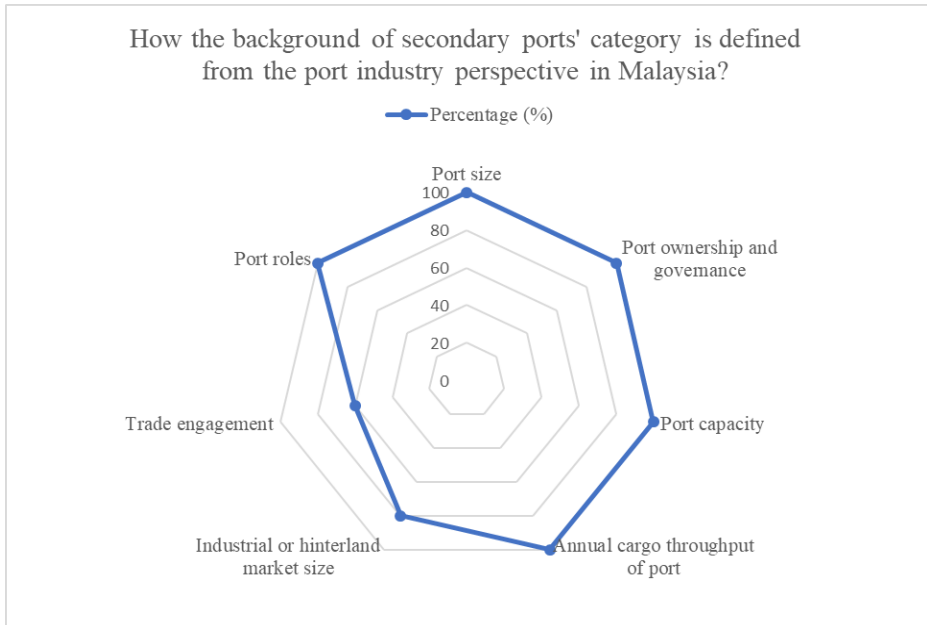 How the background of secondary ports' category is defined
from the port industry perspective in Malaysia?
Percentage (%)
Port size
100
80
60
40
20
0
Port ownership and
governance
Port capacity
Annual cargo throughput
of port
Industrial or hinterland
market size
Trade engagement
Port roles